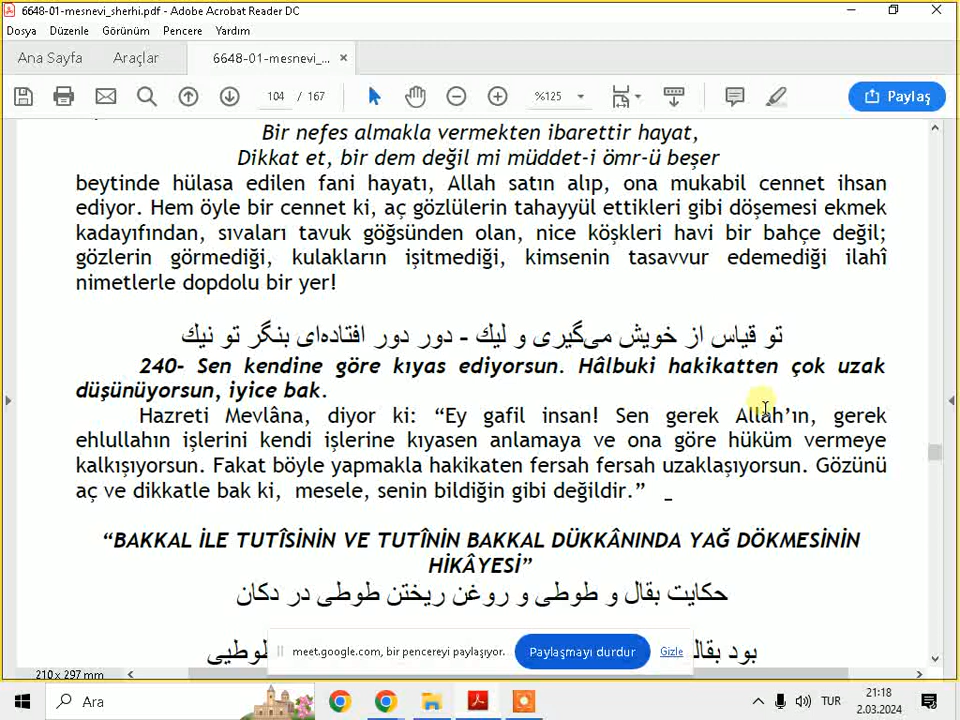 6648-01-mesnevi_sherhi.pdf - Adobe Acrobat Reader DC
Dosya Düzenle Görünüm Pencere Yardım
Ana Sayfa Araçlar 6648-01-mesnevi_...
104 / 167 %125 Paylaş
Bir nefes almakla vermekten ibarettir hayat,
Dikkat et, bir dem değil mi müddet-i ömr-ü beşer
beytinde hülasa edilen fani hayatı, Allah satın alıp, ona mukabil cennet ihsan
ediyor. Hem öyle bir cennet ki, aç gözlülerin tahayyül ettikleri gibi döşemesi ekmek
kadayıfından, sıvaları tavuk göğsünden olan, nice köşkleri havi bir bahçe değil;
gözlerin görmediği, kulakların işitmediği, kimsenin tasavvur edemediği ilahî
nimetlerle dopdolu bir yer!
تو قیاس از خویش می‌گیری و لیك - دور دور افتاده‌ای بنگر تو نیك
240- Sen kendine göre kıyas ediyorsun. Hâlbuki hakikatten çok uzak
düşünüyorsun, iyice bak.
Hazreti Mevlâna, diyor ki: “Ey gafil insan! Sen gerek Allah’ın, gerek
ehlullahın işlerini kendi işlerine kıyasen anlamaya ve ona göre hüküm vermeye
kalkışıyorsun. Fakat böyle yapmakla hakikaten fersah fersah uzaklaşıyorsun. Gözünü
aç ve dikkatle bak ki, mesele, senin bildiğin gibi değildir.” _
“BAKKAL İLE TUTÎSİNİN VE TUTÎNİN BAKKAL DÜKKÂNINDA YAĞ DÖKMESİNİN
HİKÂYESİ”
حکایت بقال و طوطی و روغن ریختن طوطی در دکان
بود بقا طوطیی
meet.google.com, bir pencereyi paylaşıyor. Paylaşmayı durdur Gizle
210 x 297 mm
Ara TUR 21:18
2.03.2024